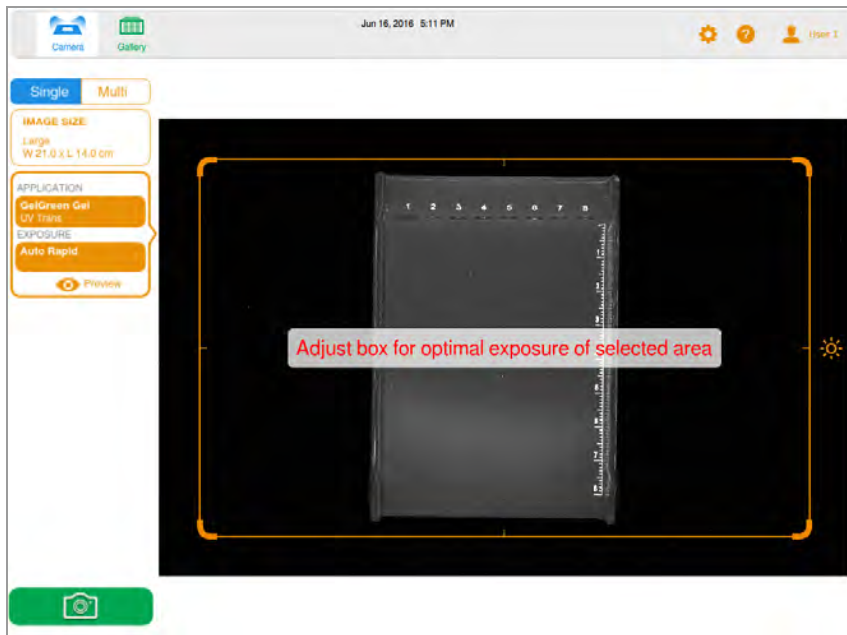 Jun 16, 2016 5:11 PM
Camera
Gallery
User 1
Single
Multi
IMAGE SIZE
Large
W 21.0 x L 14.0 cm
APPLICATION
GelGreen Gel
UV Trans
EXPOSURE
Auto Rapid
Preview
1 2 3 4 5 6 7 8
Adjust box for optimal exposure of selected area
7